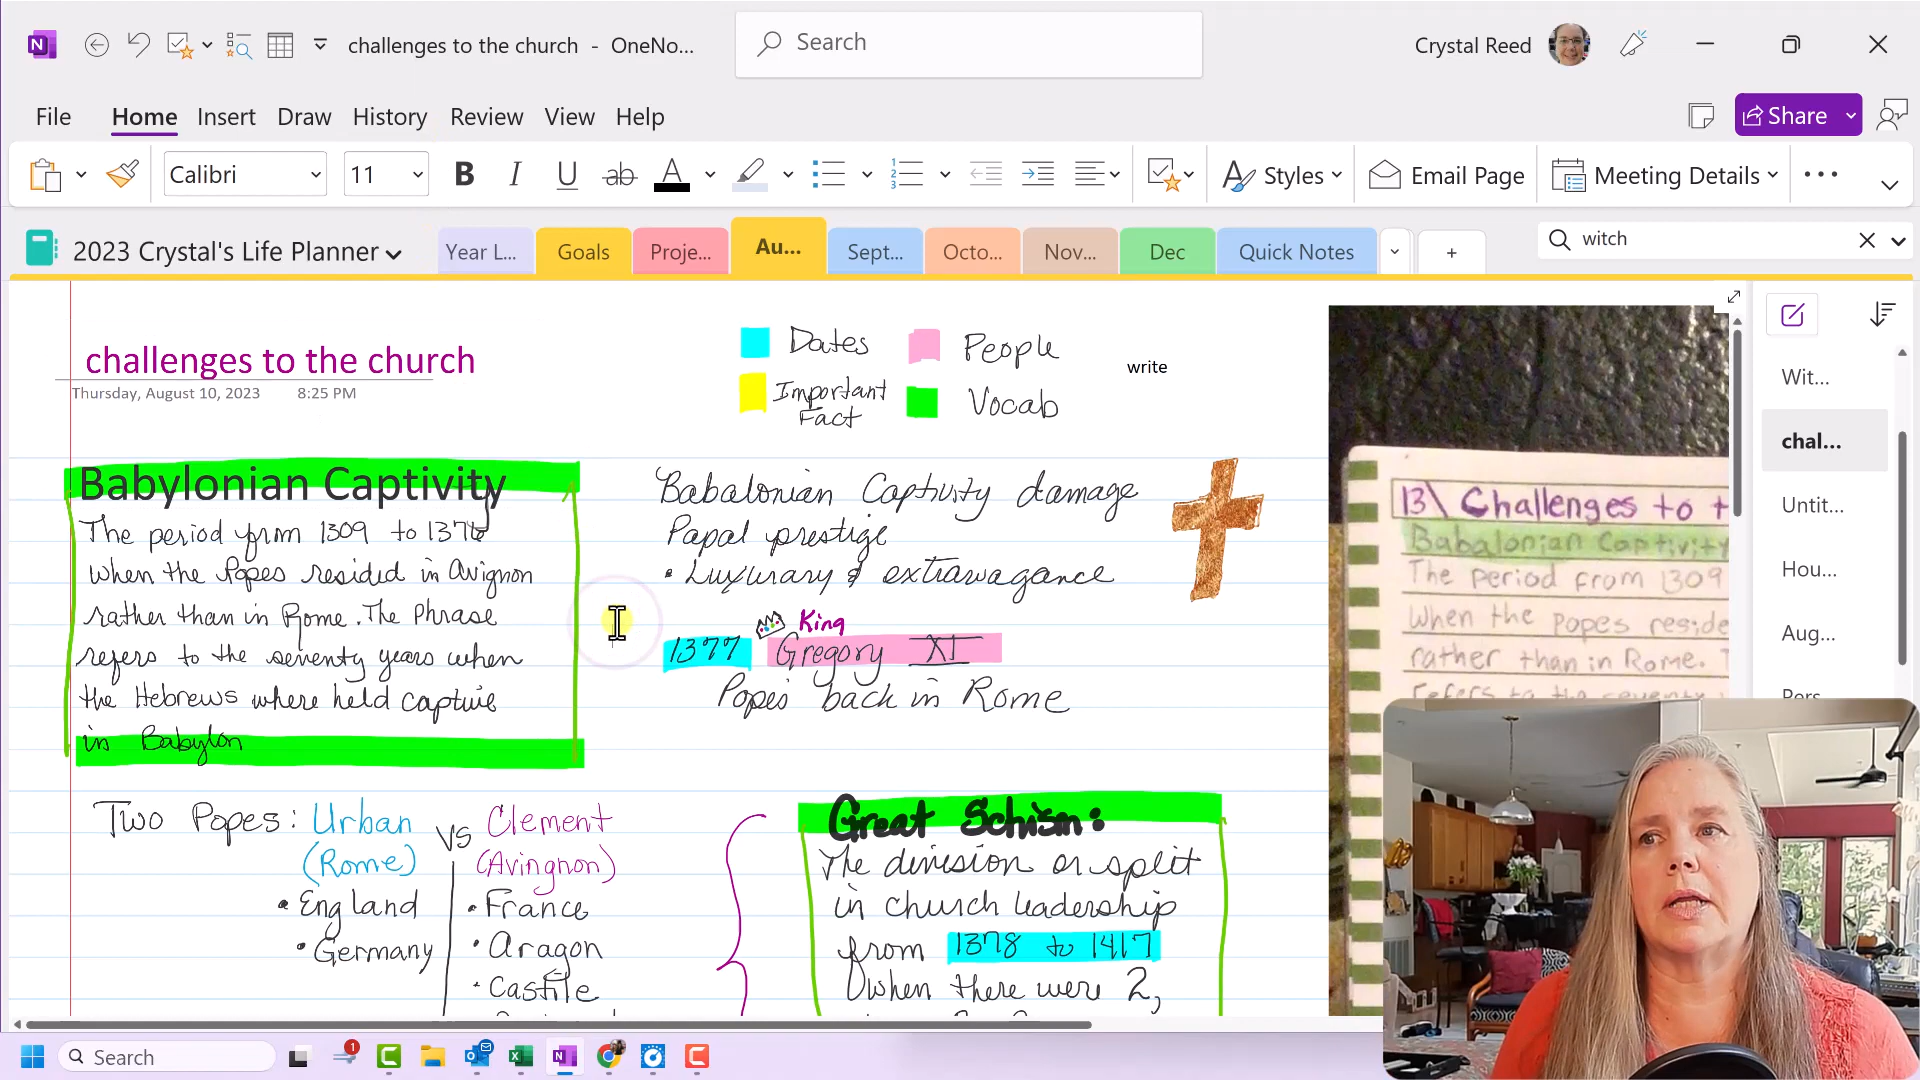 challenges to the church - OneNo...
Search
Crystal Reed
File Home Insert Draw History Review View Help
Share
Calibri 11 B I U ab A
Styles Email Page Meeting Details
2023 Crystal's Life Planner
Year L... Goals Proje... Au... Sept... Octo... Nov... Dec Quick Notes +
witch
challenges to the church
Thursday, August 10, 2023 8:25 PM
Dates People
Important Fact Vocab
write
Babylonian Captivity
The period from 1309 to 1376
when the Popes resided in Avignon
rather than in Rome. The Phrase
refers to the seventy years when
the Hebrews where held captive
in Babylon
Babalonian Captivity damage
Papal prestige
• Luxurary & extravagance
King
1377 Gregory XI
Popes back in Rome
Two Popes: Urban vs Clement
(Rome) (Avingnon)
• England • France
• Germany • Aragon
• Castile
Great Schism:
The division or split
in church leadership
from 1378 to 1417
when there were 2,
13\ Challenges to t
Babalonian Captivity
The period from 1309
when the popes reside
rather than in Rome.
Wit...
chal...
Untit...
Hou...
Aug...
Search
1